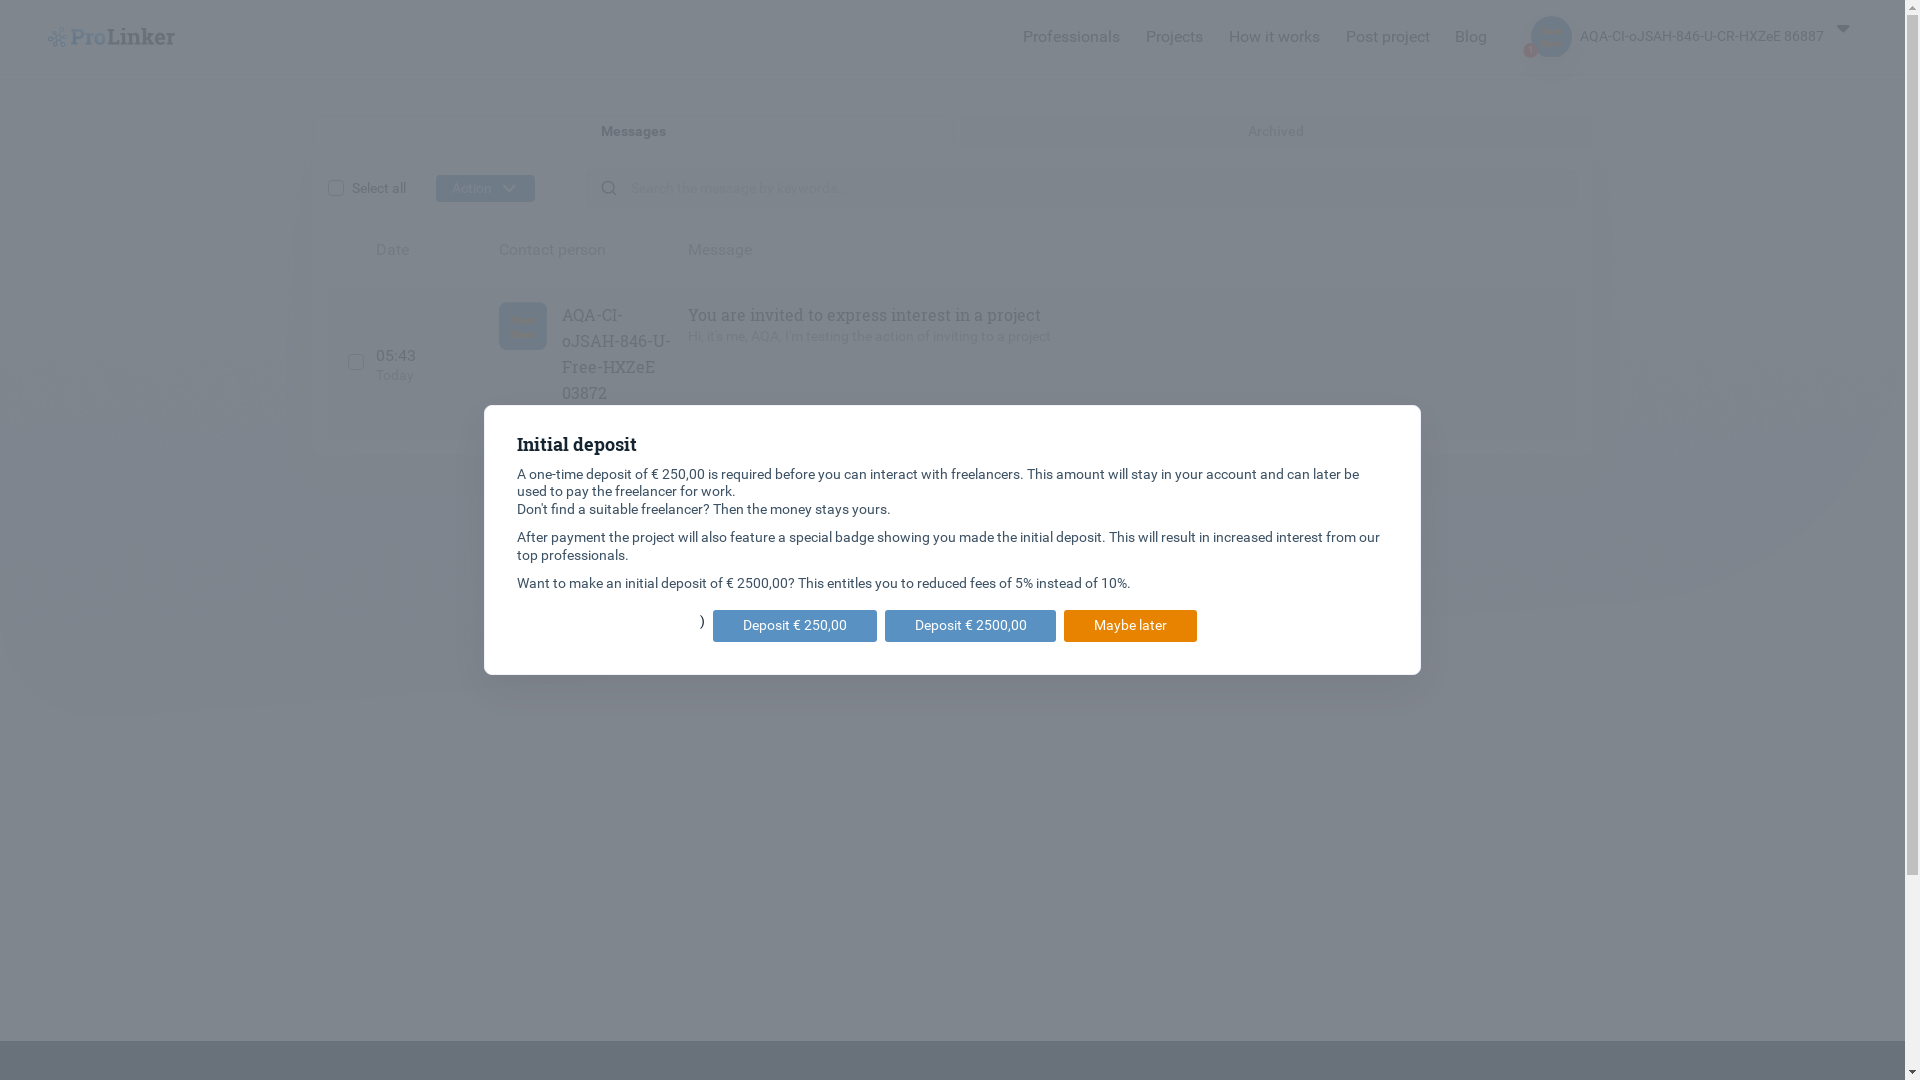 ProLinker
Professionals Projects How it works Post project Blog AQA-CI-oJSAH-846-U-CR-HXZeE 86887
Messages Archived
Select all Action Search the message by keywords..
Date Contact person Message
AQA-CI-oJSAH-846-U-Free-HXZeE 03872
You are invited to express interest in a project
Hi, it's me, AQA. I'm testing the action of inviting to a project.
05:43
Today
Initial deposit
A one-time deposit of € 250,00 is required before you can interact with freelancers. This amount will stay in your account and can later be
used to pay the freelancer for work.
Don't find a suitable freelancer? Then the money stays yours.
After payment the project will also feature a special badge showing you made the initial deposit. This will result in increased interest from our
top professionals.
Want to make an initial deposit of € 2500,00? This entitles you to reduced fees of 5% instead of 10%.
) Deposit € 250,00 Deposit € 2500,00 Maybe later